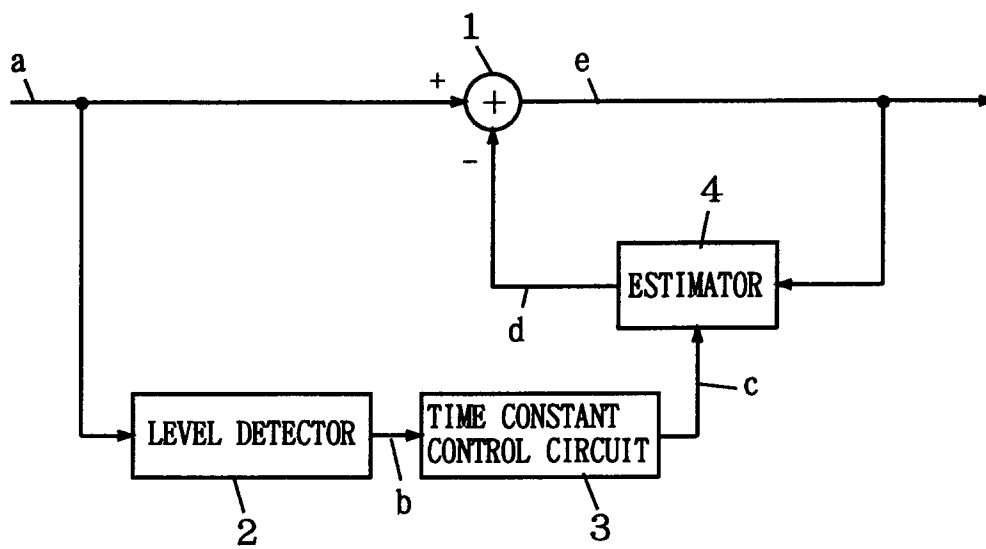 1
a
+
+
e
-
4
ESTIMATOR
d
c
LEVEL DETECTOR
TIME CONSTANT
CONTROL CIRCUIT
b
2
3